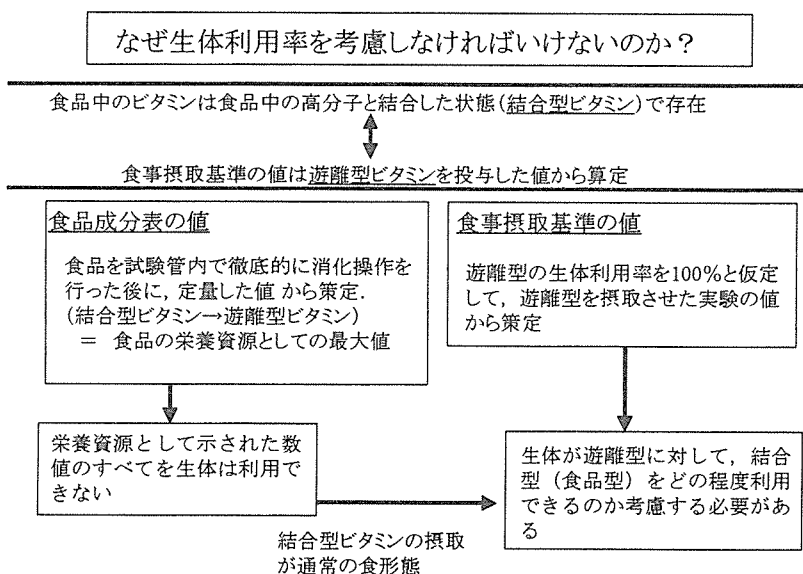 なぜ生体利用率を考慮しなければいけないのか?
食品中のビタミンは食品中の高分子と結合した状態(結合型ビタミン)で存在
食事摂取基準の値は遊離型ビタミンを投与した値から算定
食品成分表の値
食品を試験管内で徹底的に消化操作を
行った後に, 定量した値 から策定.
(結合型ビタミン→遊離型ビタミン)
= 食品の栄養資源としての最大値
食事摂取基準の値
遊離型の生体利用率を100%と仮定
して, 遊離型を摂取させた実験の値
から策定
栄養資源として示された数
値のすべてを生体は利用で
きない
結合型ビタミンの摂取
が通常の食形態
生体が遊離型に対して, 結合
型(食品型)をどの程度利用
できるのか考慮する必要があ
る